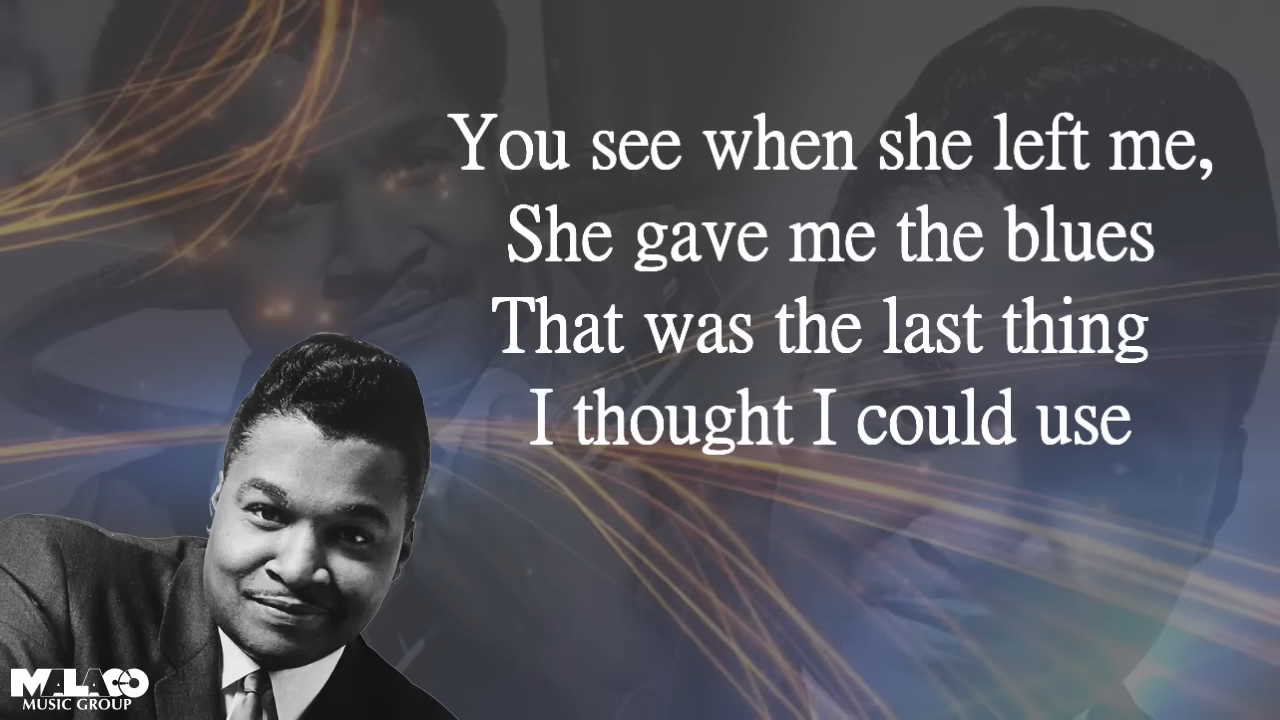 You see when she left me,
She gave me the blues
That was the last thing
I thought I could use
MALACO
MUSIC GROUP